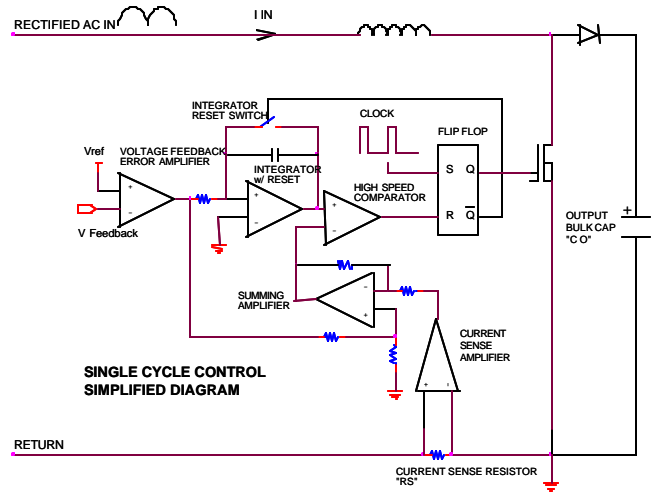 I IN
RECTIFIED AC IN
INTEGRATOR
RESET SWITCH
CLOCK
FLIP FLOP
Vref
VOLTAGE FEEDBACK
ERROR AMPLIFIER
INTEGRATOR
w/ RESET
HIGH SPEED
COMPARATOR
S Q
R Q
+
-
+
-
+
-
V Feedback
+
OUTPUT
BULK CAP
"C O"
SUMMING
AMPLIFIER
-
+
CURRENT
SENSE
AMPLIFIER
SINGLE CYCLE CONTROL
SIMPLIFIED DIAGRAM
+ -
RETURN
CURRENT SENSE RESISTOR
"RS"